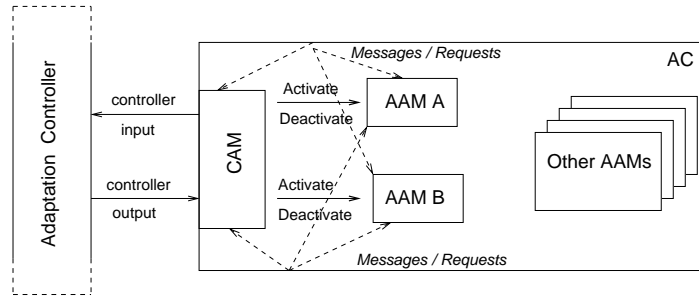 Messages / Requests
AC
Adaptation Controller
controller
input
CAM
Activate
Deactivate
AAM A
Other AAMs
controller
output
Activate
Deactivate
AAM B
Messages / Requests